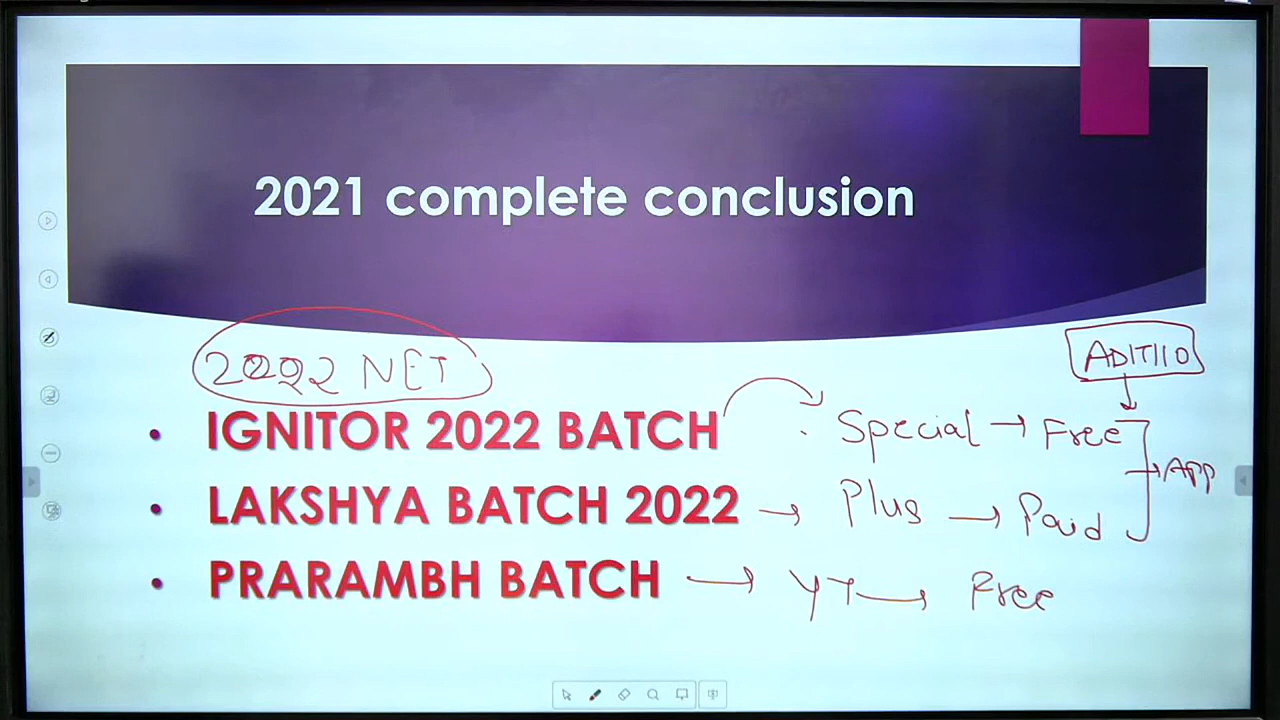 2021 complete conclusion
2022 NET
ADITI10
• IGNITOR 2022 BATCH → Special → Free
→ APP
• LAKSHYA BATCH 2022 → Plus → Paid
• PRARAMBH BATCH → YT → Free